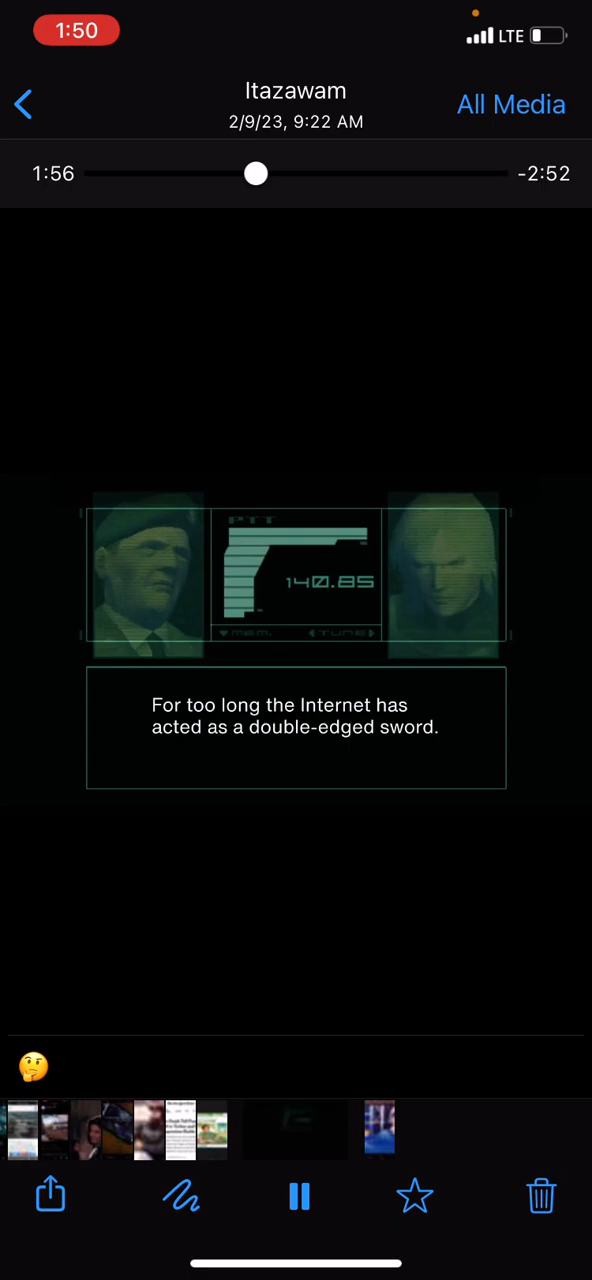 1:50
LTE
Itazawam
2/9/23, 9:22 AM
All Media
1:56
-2:52
PTT
140.85
MEM.
TUNE
For too long the Internet has
acted as a double-edged sword.